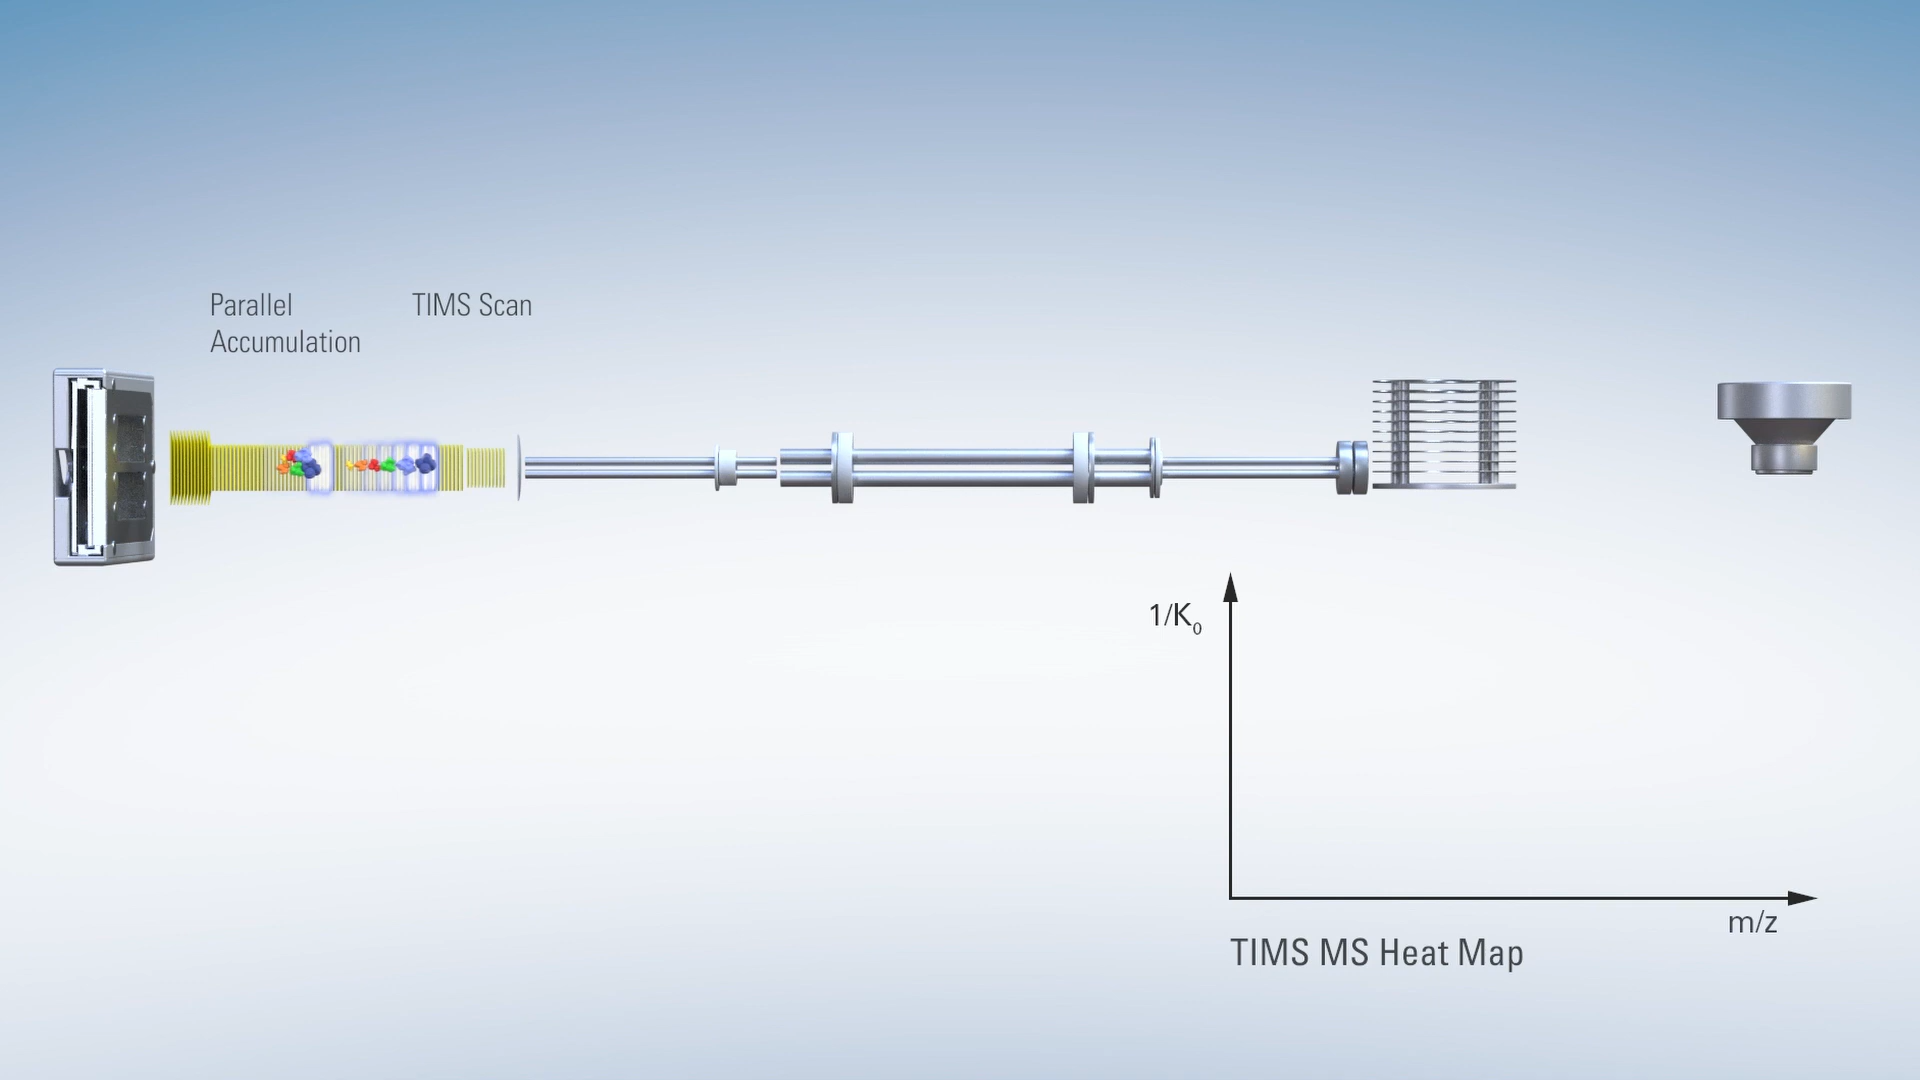 Parallel
Accumulation
TIMS Scan
1/K₀
m/z
TIMS MS Heat Map